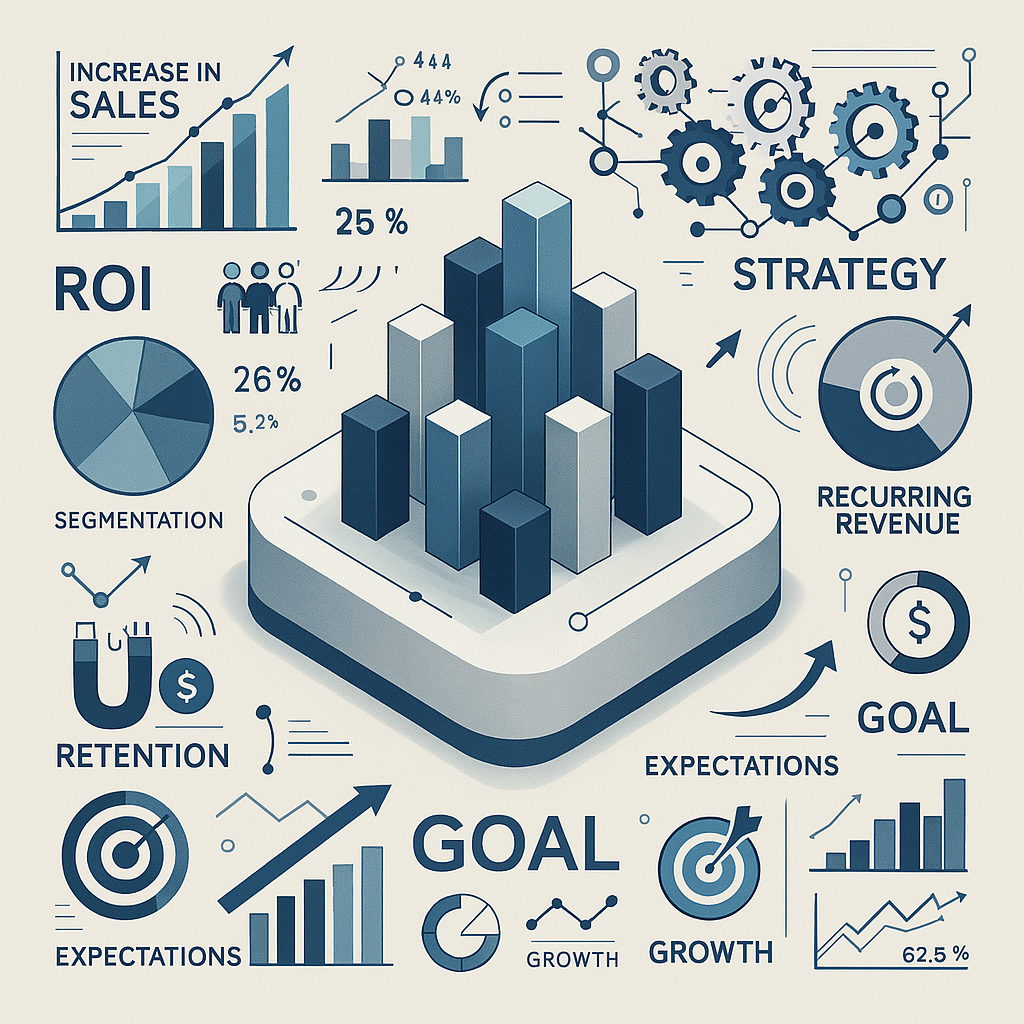 INCREASE IN
SALES
444
44%
25 %
STRATEGY
ROI
26%
5.2%
SEGMENTATION
RECURRING
REVENUE
$
$
RETENTION
GOAL
EXPECTATIONS
GOAL
EXPECTATIONS
GROWTH
GROWTH
62.5 %